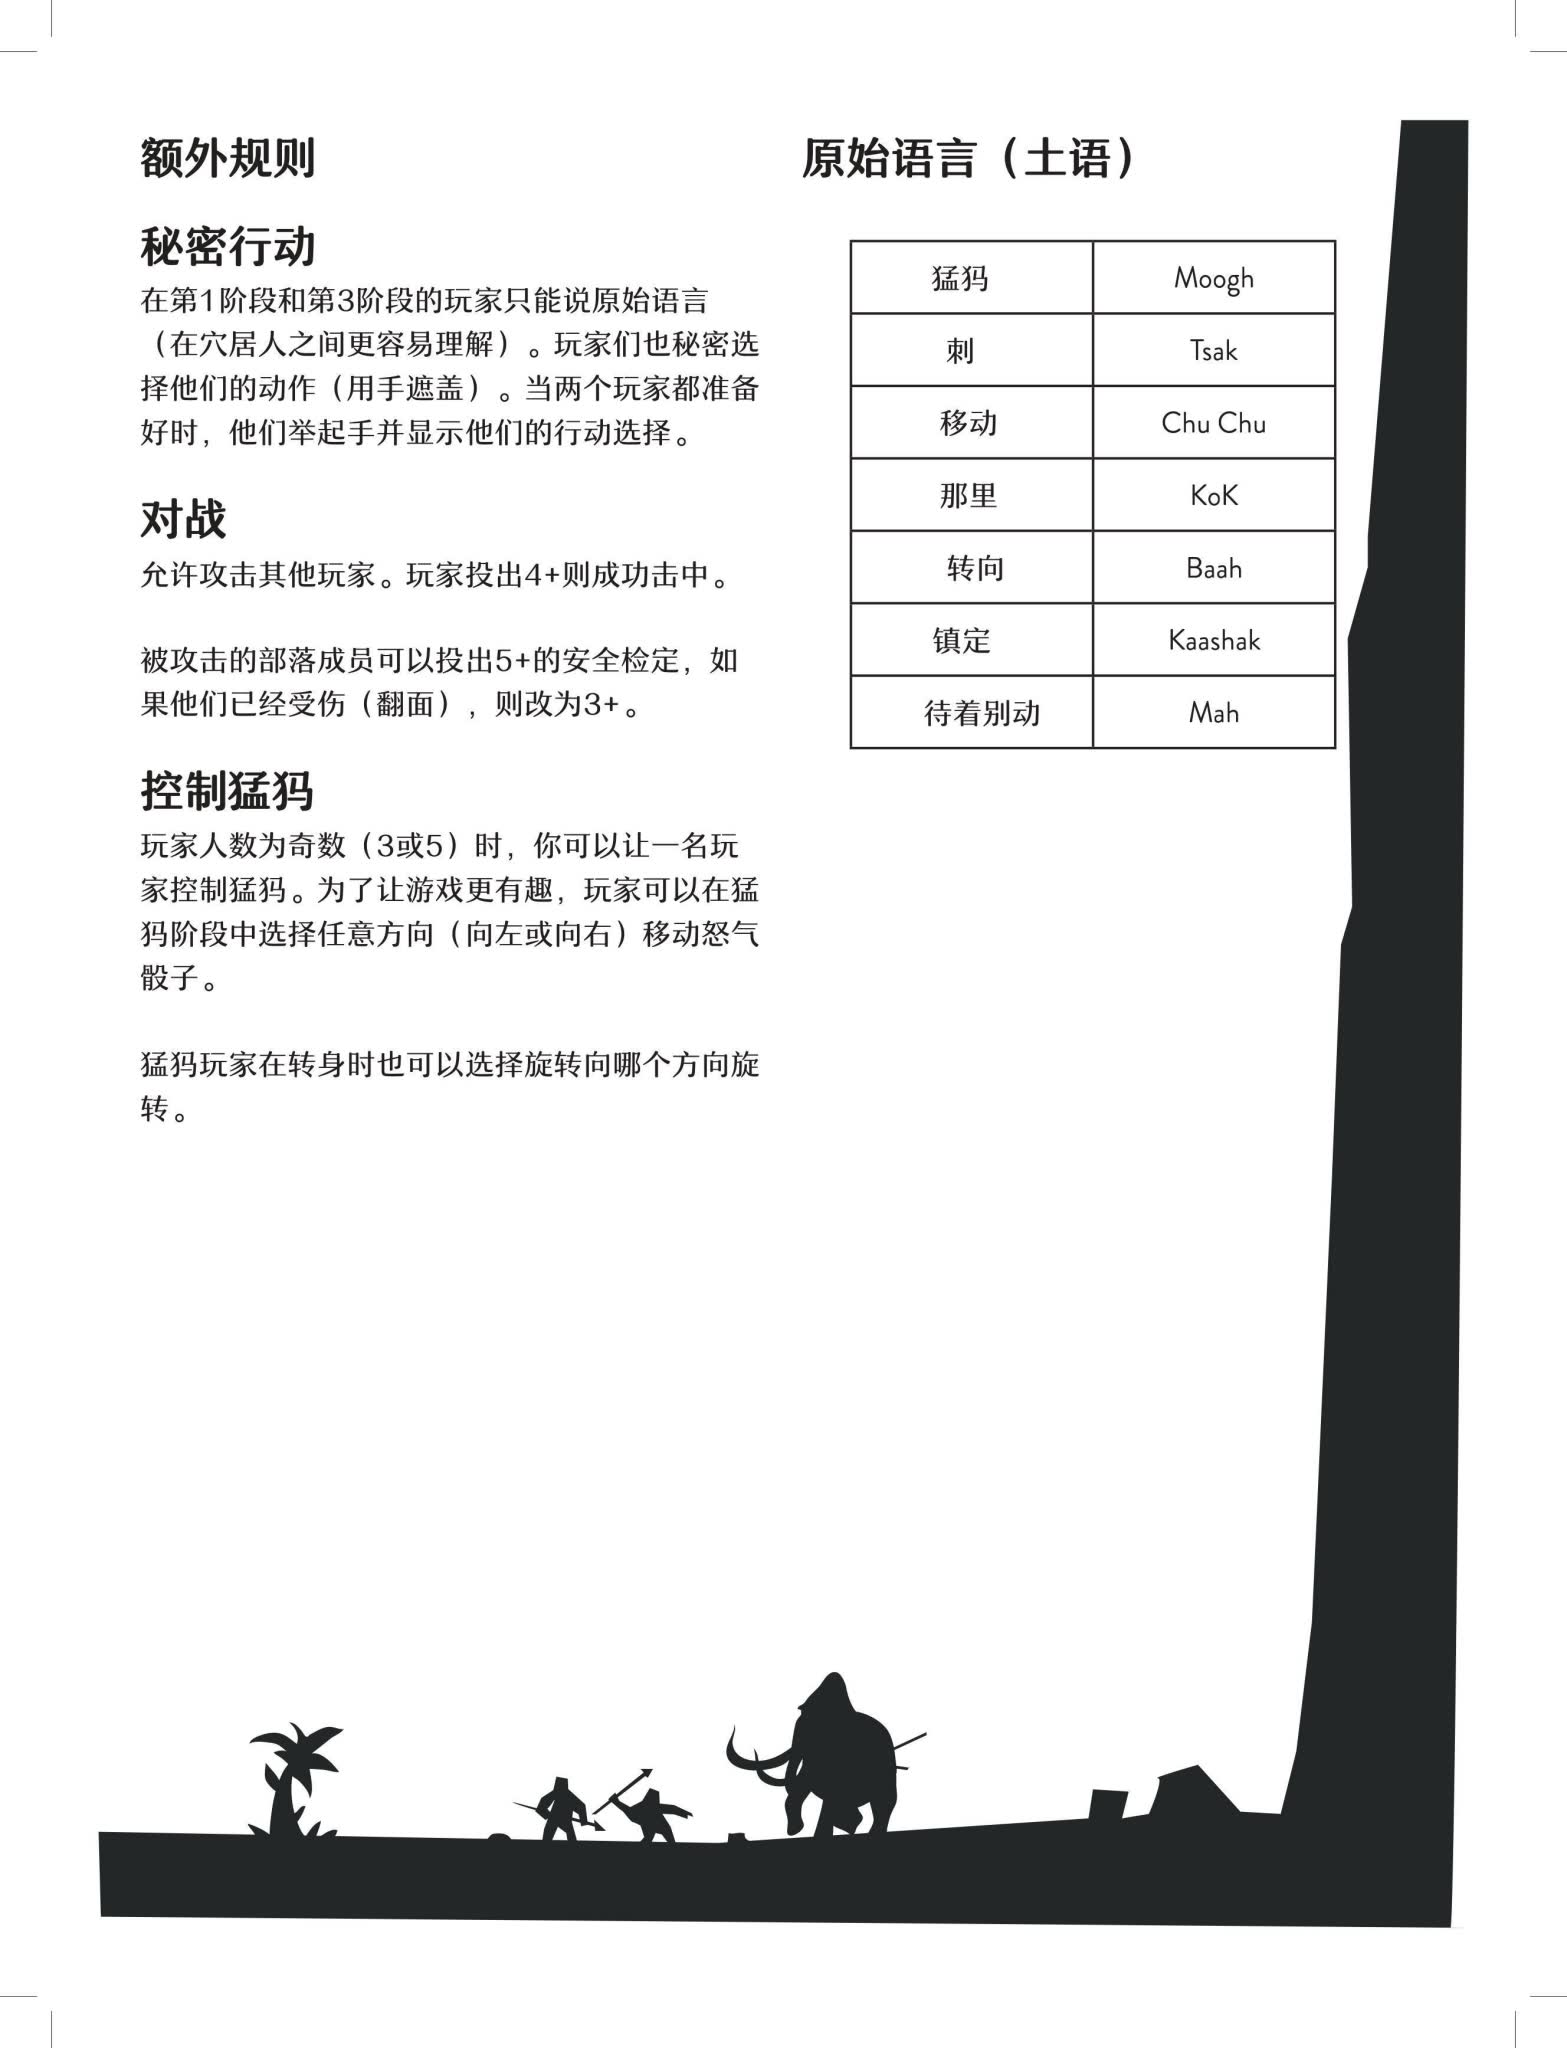 额外规则
秘密行动
在第1阶段和第3阶段的玩家只能说原始语言
（在穴居人之间更容易理解）。玩家们也秘密选
择他们的动作（用手遮盖）。当两个玩家都准备
好时，他们举起手并显示他们的行动选择。
对战
允许攻击其他玩家。玩家投出4+则成功击中。
被攻击的部落成员可以投出5+的安全检定，如
果他们已经受伤（翻面），则改为3+。
控制猛犸
玩家人数为奇数（3或5）时，你可以让一名玩
家控制猛犸。为了让游戏更有趣，玩家可以在猛
犸阶段中选择任意方向（向左或向右）移动怒气
骰子。
猛犸玩家在转身时也可以选择旋转向哪个方向旋
转。
原始语言（土语）
猛犸 Moogh
刺 Tsak
移动 Chu Chu
那里 KoK
转向 Baah
镇定 Kaashak
待着别动 Mah